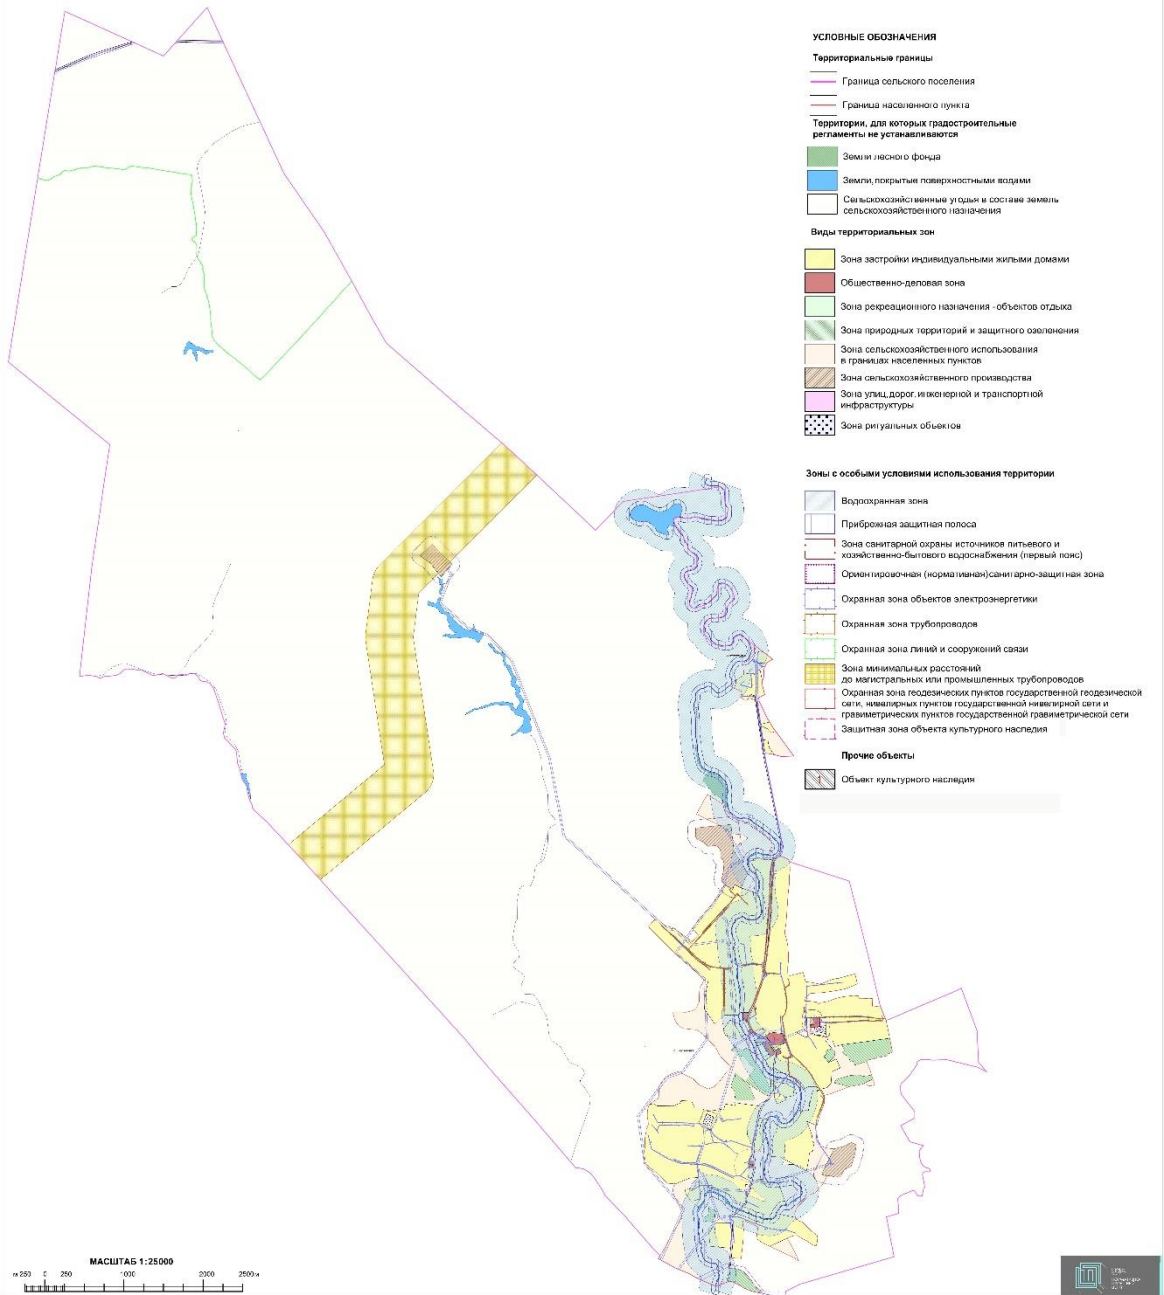 УСЛОВНЫЕ ОБОЗНАЧЕНИЯ
Территориальные границы
Граница сельского поселения
Граница населенного пункта
Территории, для которых градостроительные
регламенты не устанавливаются
Земли лесного фонда
Земли, покрытые поверхностными водами
Сельскохозяйственные угодья в составе земель
сельскохозяйственного назначения
Виды территориальных зон
Зона застройки индивидуальными жилыми домами
Общественно-деловая зона
Зона рекреационного назначения - объектов отдыха
Зона природных территорий и защитного озеленения
Зона сельскохозяйственного использования
в границах населенных пунктов
Зона сельскохозяйственного производства
Зона улиц, дорог, инженерной и транспортной
инфраструктуры
Зона ритуальных объектов
Зоны с особыми условиями использования территории
Водоохранная зона
Прибрежная защитная полоса
Зона санитарной охраны источников питьевого и
хозяйственно-бытового водоснабжения (первый пояс)
Ориентировочная (нормативная)санитарно-защитная зона
Охранная зона объектов электроэнергетики
Охранная зона трубопроводов
Охранная зона линий и сооружений связи
Зона минимальных расстояний
до магистральных или промышленных трубопроводов
Охранная зона геодезических пунктов государственной геодезической
сети, нивелирных пунктов государственной нивелирной сети и
гравиметрических пунктов государственной гравиметрической сети
Защитная зона объекта культурного наследия
Прочие объекты
Объект культурного наследия
МАСШТАБ 1:25000
м 250 0 250 1000 2000 2500м